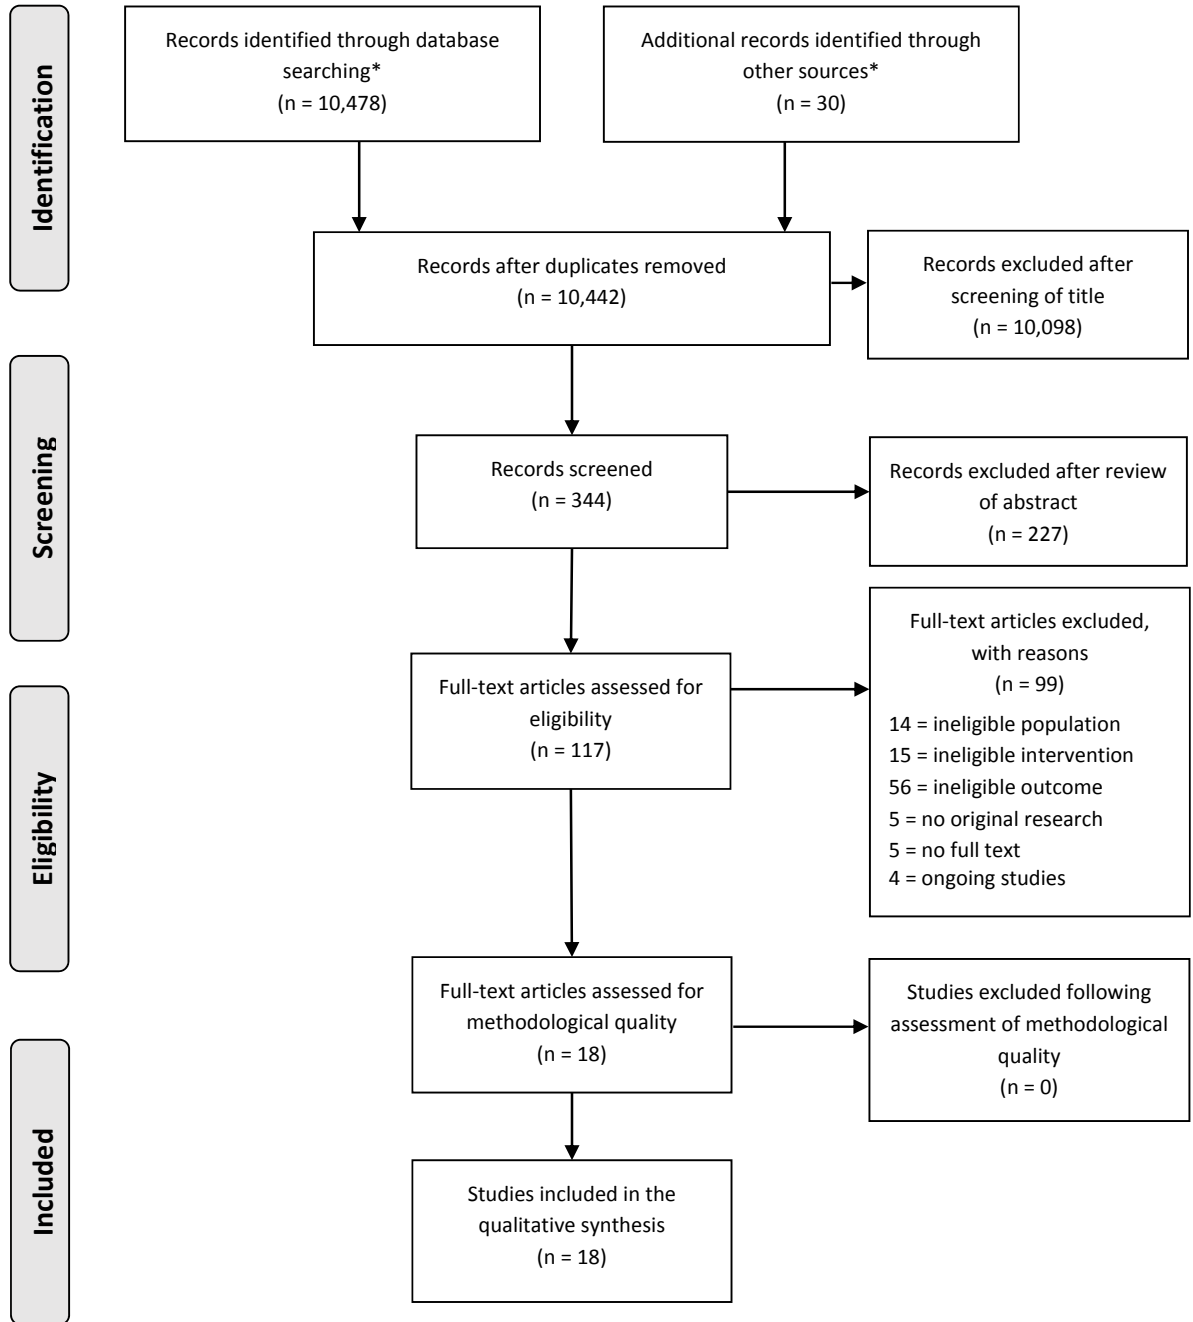 Identification
Records identified through database
searching*
(n = 10,478)
Additional records identified through
other sources*
(n = 30)
Records after duplicates removed
(n = 10,442)
Records excluded after
screening of title
(n = 10,098)
Screening
Records screened
(n = 344)
Records excluded after review
of abstract
(n = 227)
Eligibility
Full-text articles assessed for
eligibility
(n = 117)
Full-text articles excluded,
with reasons
(n = 99)
14 = ineligible population
15 = ineligible intervention
56 = ineligible outcome
5 = no original research
5 = no full text
4 = ongoing studies
Full-text articles assessed for
methodological quality
(n = 18)
Studies excluded following
assessment of methodological
quality
(n = 0)
Included
Studies included in the
qualitative synthesis
(n = 18)